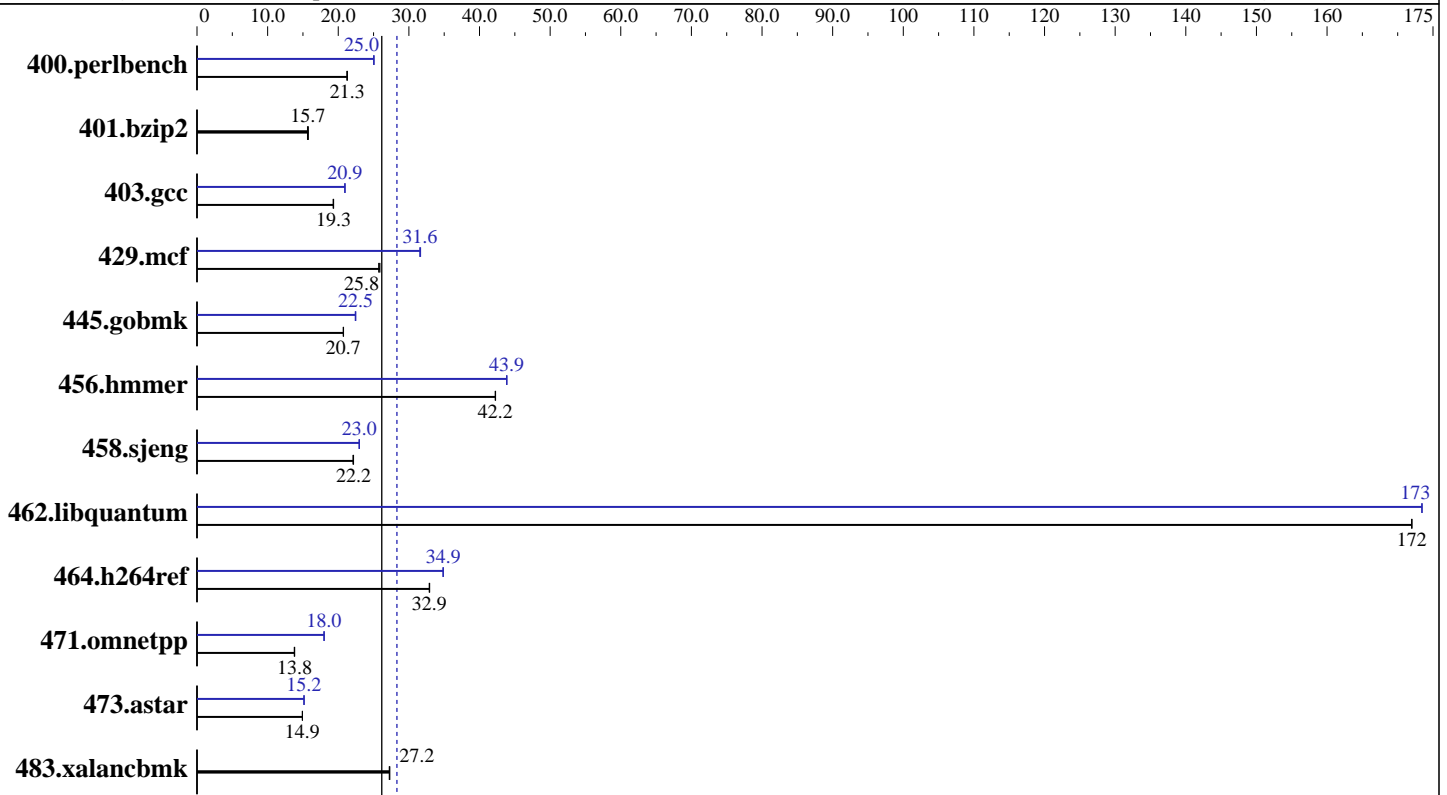 0 10.0 20.0 30.0 40.0 50.0 60.0 70.0 80.0 90.0 100 110 120 130 140 150 160 175
25.0
400.perlbench
21.3
15.7
401.bzip2
20.9
403.gcc
19.3
31.6
429.mcf
25.8
22.5
445.gobmk
20.7
43.9
456.hmmer
42.2
23.0
458.sjeng
22.2
173
462.libquantum
172
34.9
464.h264ref
32.9
18.0
471.omnetpp
13.8
15.2
473.astar
14.9
27.2
483.xalancbmk